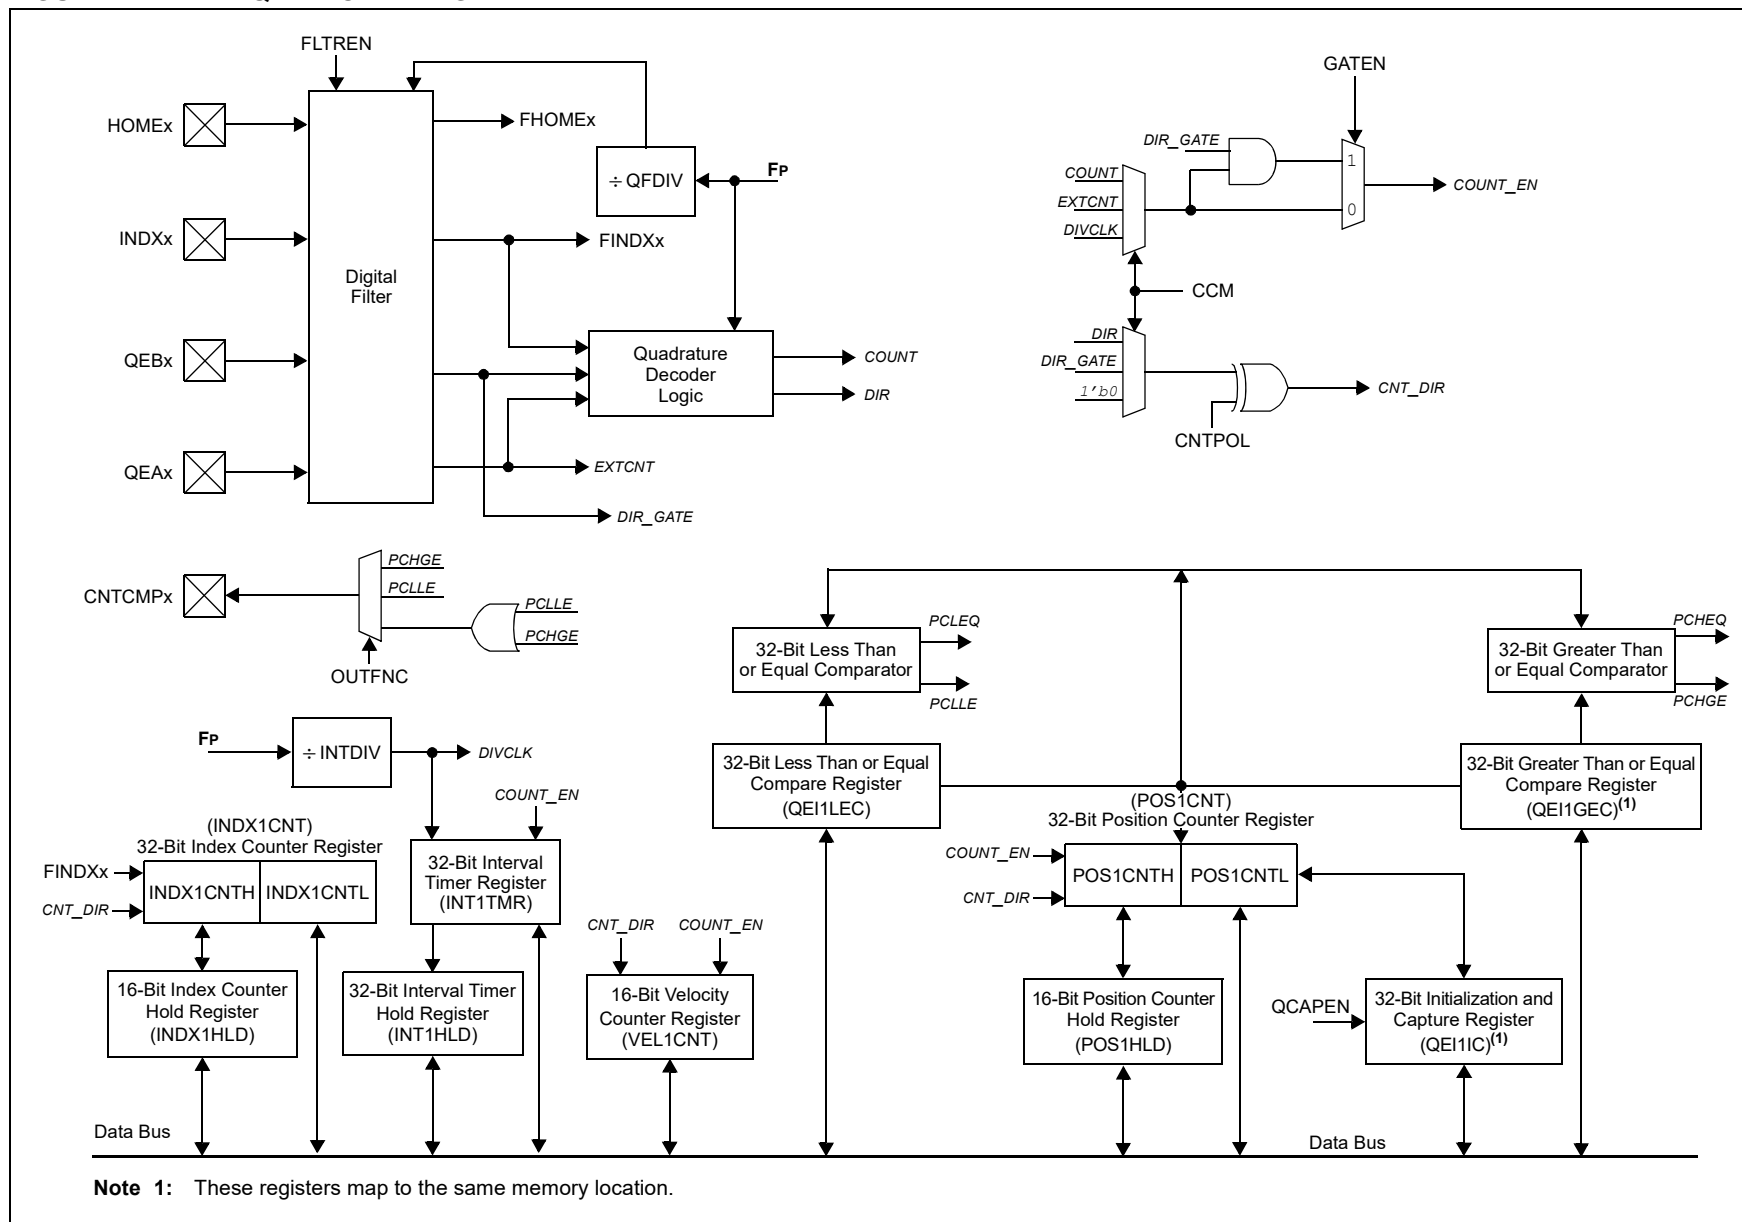 FLTREN
GATEN
HOMEx
FHOMEx
DIR_GATE
÷ QFDIV
FP
1
COUNT
COUNT_EN
EXTCNT
0
INDXx
FINDXx
DIVCLK
Digital
Filter
CCM
DIR
QEBx
Quadrature
Decoder
Logic
COUNT
DIR
DIR_GATE
1'b0
CNT_DIR
CNTPOL
QEAx
EXTCNT
DIR_GATE
PCHGE
PCLLE
CNTCMPx
PCLLE
PCHGE
OUTFNC
32-Bit Less Than
or Equal Comparator
PCLEQ
PCLLE
32-Bit Greater Than
or Equal Comparator
PCHEQ
PCHGE
FP
÷ INTDIV
DIVCLK
COUNT_EN
32-Bit Less Than or Equal
Compare Register
(QEI1LEC)
32-Bit Greater Than or Equal
Compare Register
(QEI1GEC)(1)
(POS1CNT)
32-Bit Position Counter Register
(INDX1CNT)
32-Bit Index Counter Register
FINDXx
CNT_DIR
INDX1CNTH
INDX1CNTL
32-Bit Interval
Timer Register
(INT1TMR)
COUNT_EN
CNT_DIR
POS1CNTH
POS1CNTL
CNT_DIR
COUNT_EN
16-Bit Index Counter
Hold Register
(INDX1HLD)
32-Bit Interval Timer
Hold Register
(INT1HLD)
16-Bit Velocity
Counter Register
(VEL1CNT)
16-Bit Position Counter
Hold Register
(POS1HLD)
QCAPEN
32-Bit Initialization and
Capture Register
(QEI1IC)(1)
Data Bus
Data Bus
Note 1: These registers map to the same memory location.